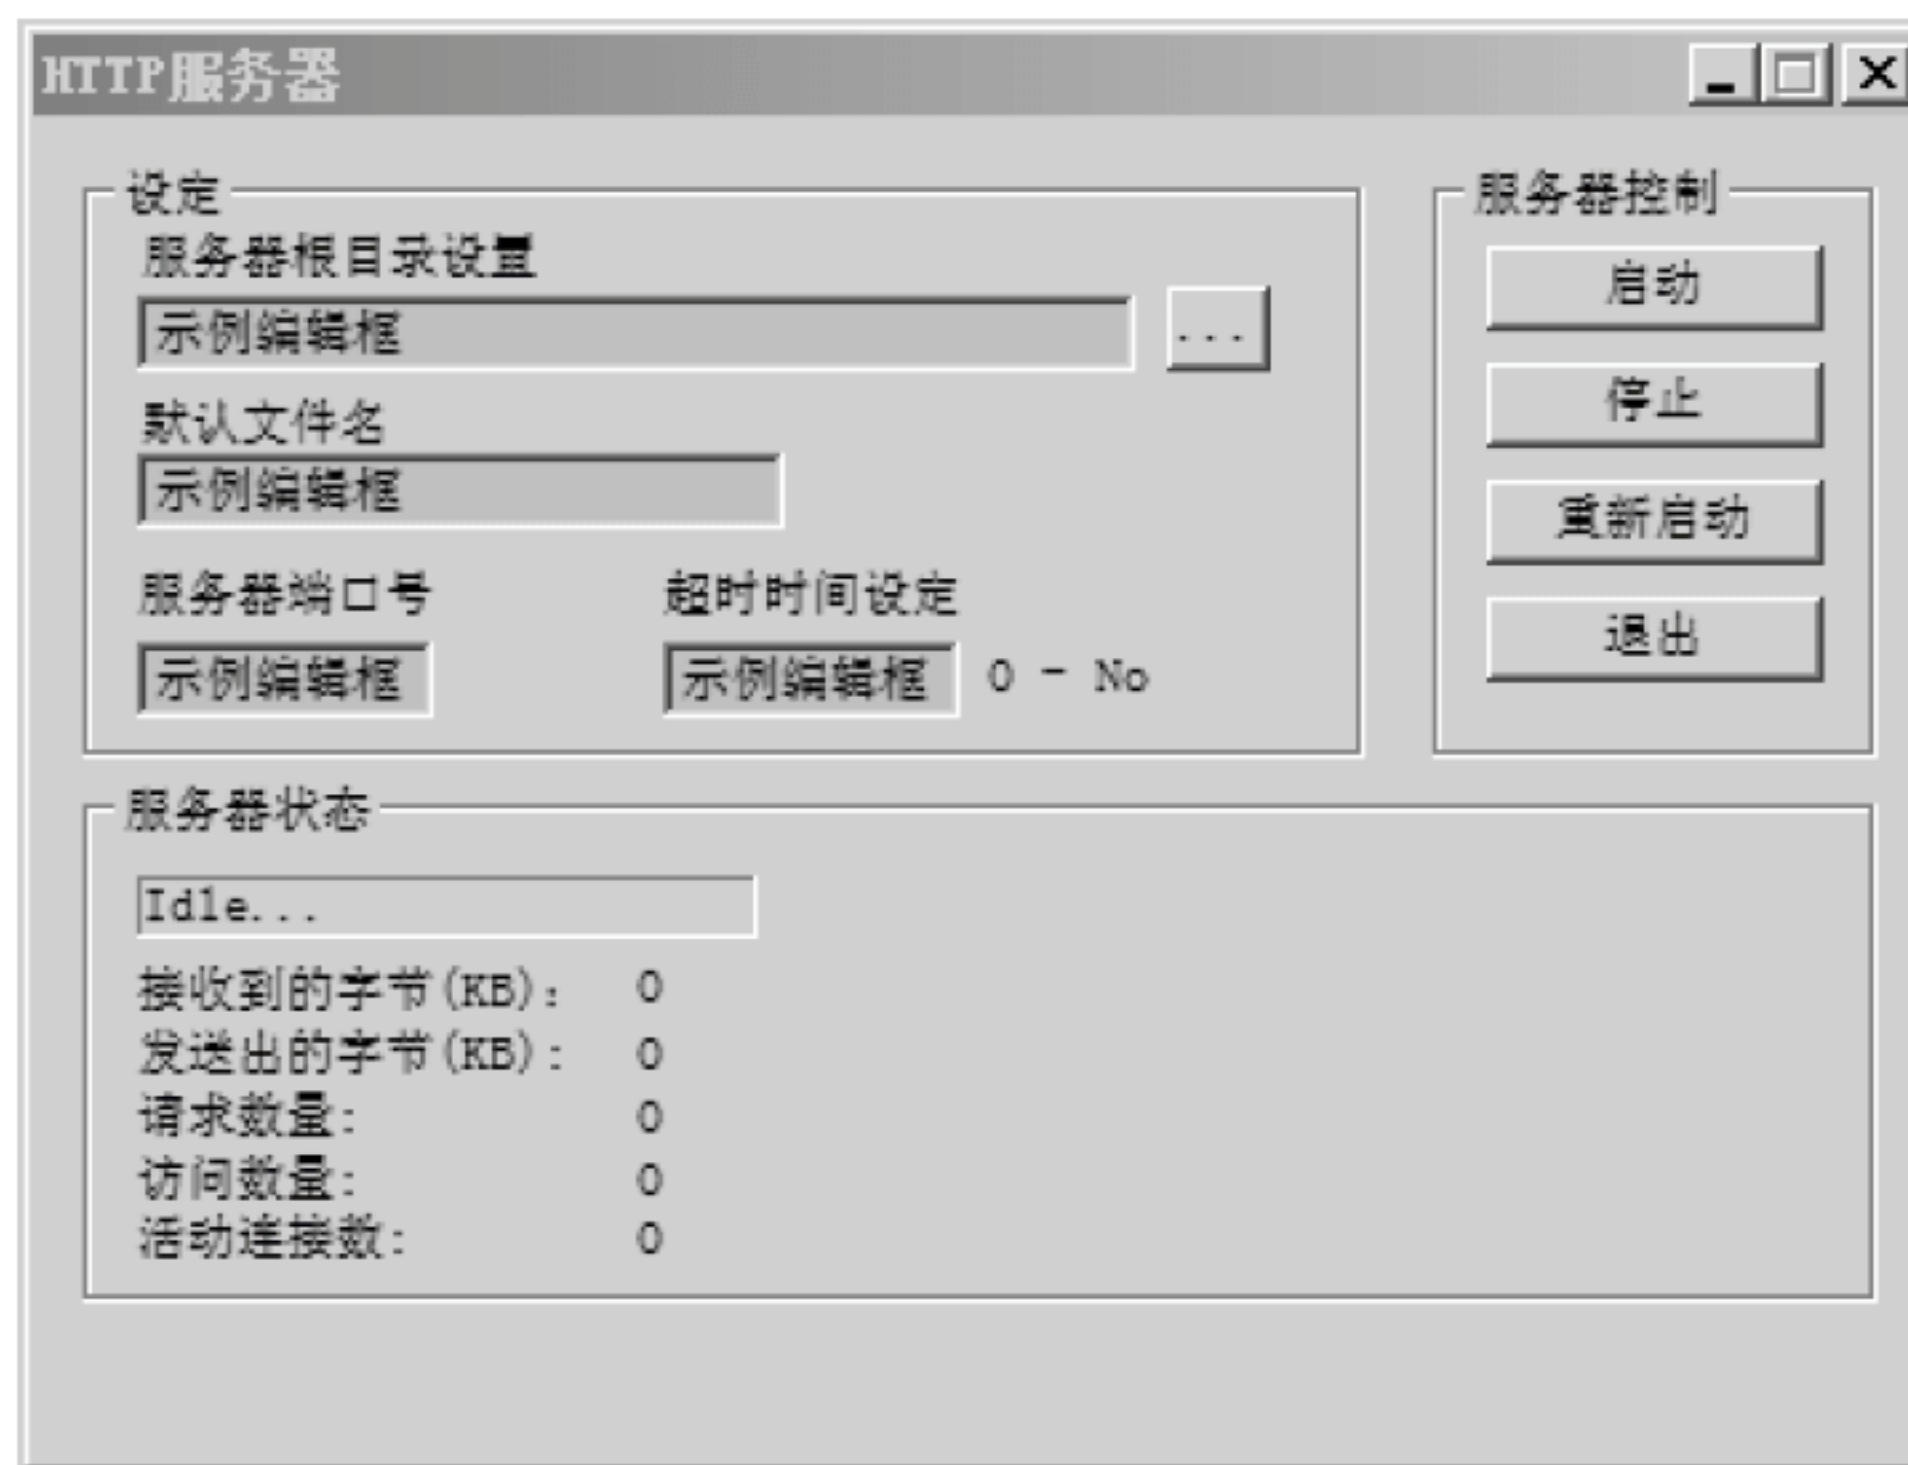 HTTP服务器
设定
服务器根目录设置
示例编辑框
...
默认文件名
示例编辑框
服务器端口号 超时时间设定
示例编辑框 示例编辑框 0 - No
服务器控制
启动
停止
重新启动
退出
服务器状态
Idle...
接收到的字节(KB): 0
发送出的字节(KB): 0
请求数量: 0
访问数量: 0
活动连接数: 0